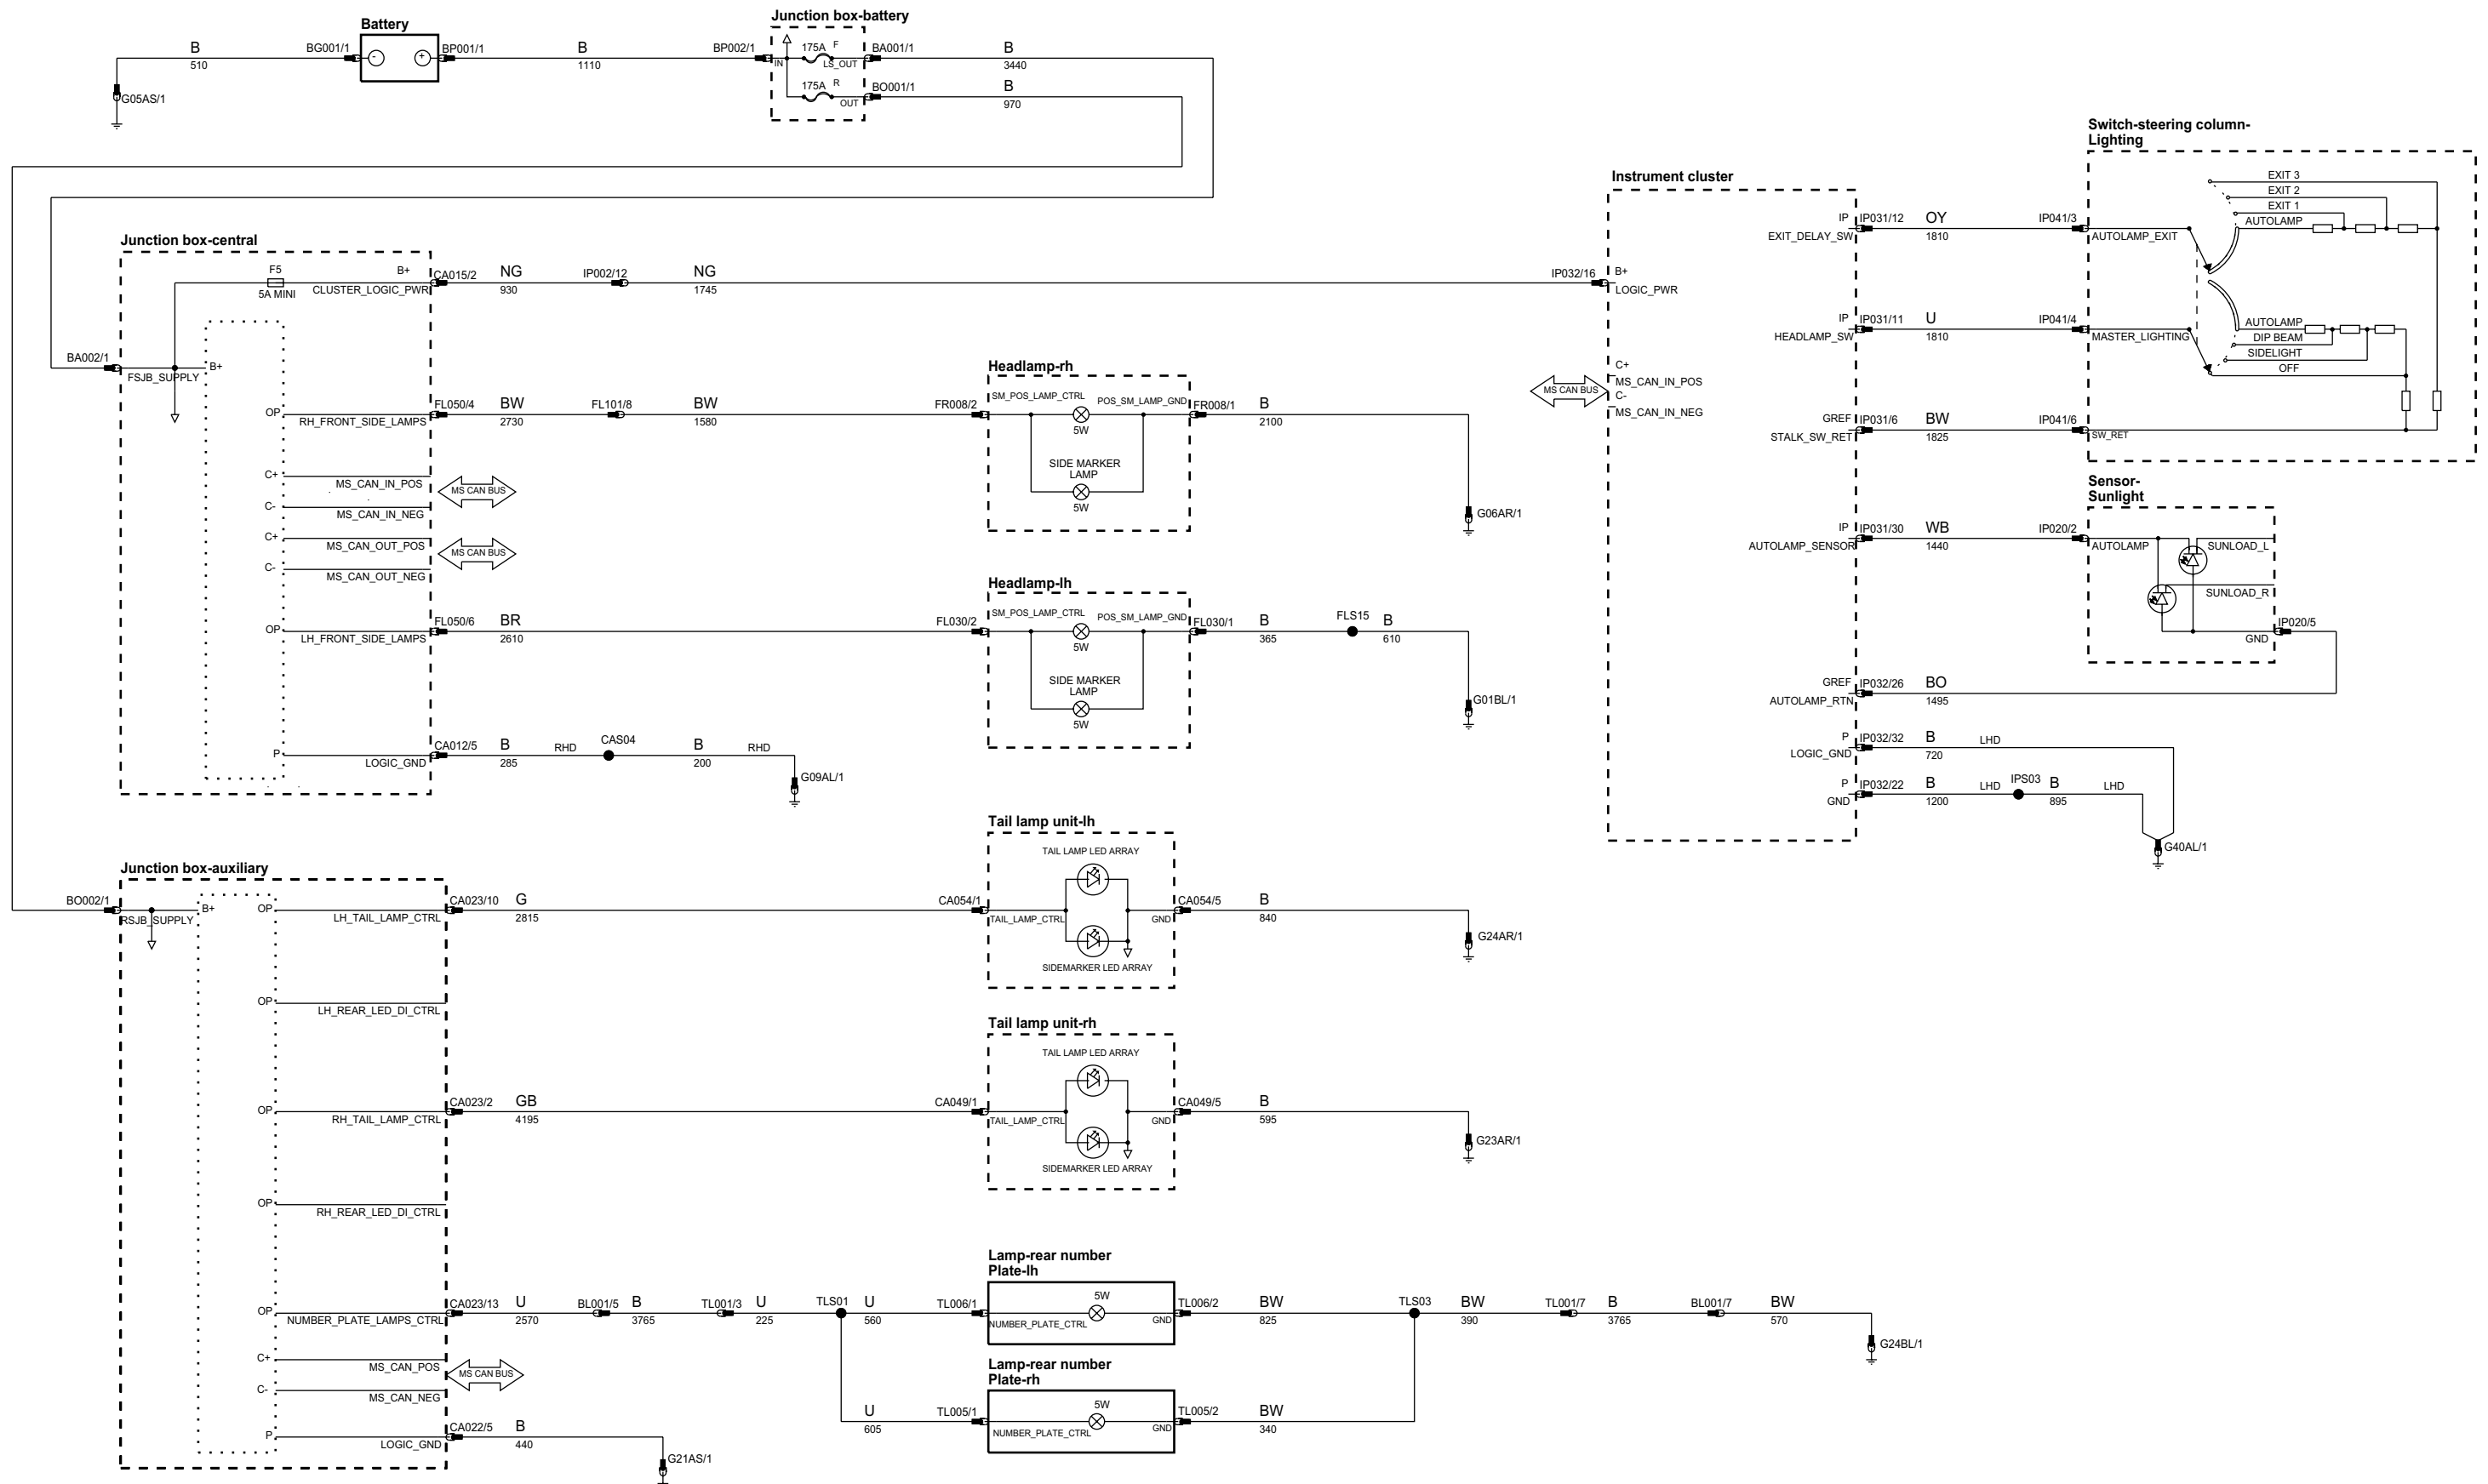 Battery
Junction box-battery
B
510
BG001/1
-
+
BP001/1
B
1110
BP002/1
IN
175A F
LS_OUT
BA001/1
B
3440
175A R
OUT
BO001/1
B
970
G05AS/1
Junction box-central
F5
5A MINI
B+
CLUSTER_LOGIC_PWR
CA015/2
NG
930
IP002/12
NG
1745
IP032/16
BA002/1
FSJB_SUPPLY
B+
OP
RH_FRONT_SIDE_LAMPS
FL050/4
BW
2730
FL101/8
BW
1580
FR008/2
C+
MS_CAN_IN_POS
C-
MS_CAN_IN_NEG
MS CAN BUS
C+
MS_CAN_OUT_POS
C-
MS_CAN_OUT_NEG
MS CAN BUS
OP
LH_FRONT_SIDE_LAMPS
FL050/6
BR
2610
FL030/2
P
LOGIC_GND
CA012/5
B
285
RHD
CAS04
B
200
RHD
G09AL/1
Headlamp-rh
SM_POS_LAMP_CTRL
POS_SM_LAMP_GND
5W
SIDE MARKER
LAMP
5W
FR008/1
B
2100
G06AR/1
Headlamp-lh
SM_POS_LAMP_CTRL
POS_SM_LAMP_GND
5W
SIDE MARKER
LAMP
5W
FL030/1
B
365
FLS15
B
610
G01BL/1
Instrument cluster
B+
LOGIC_PWR
C+
MS_CAN_IN_POS
C-
MS_CAN_IN_NEG
MS CAN BUS
IP
EXIT_DELAY_SW
IP031/12
OY
1810
IP041/3
IP
HEADLAMP_SW
IP031/11
U
1810
IP041/4
GREF
STALK_SW_RET
IP031/6
BW
1825
IP041/6
IP
AUTOLAMP_SENSOR
IP031/30
WB
1440
IP020/2
GREF
AUTOLAMP_RTN
IP032/26
BO
1495
P
LOGIC_GND
IP032/32
B
720
LHD
P
GND
IP032/22
B
1200
LHD
IPS03
B
895
LHD
G40AL/1
Switch-steering column-
Lighting
EXIT 3
EXIT 2
EXIT 1
AUTOLAMP
AUTOLAMP_EXIT
AUTOLAMP
DIP BEAM
SIDELIGHT
OFF
MASTER_LIGHTING
SW_RET
Sensor-
Sunlight
AUTOLAMP
SUNLOAD_L
SUNLOAD_R
GND
IP020/5
Junction box-auxiliary
BO002/1
RSJB_SUPPLY
B+
OP
LH_TAIL_LAMP_CTRL
CA023/10
G
2815
CA054/1
OP
LH_REAR_LED_DI_CTRL
OP
RH_TAIL_LAMP_CTRL
CA023/2
GB
4195
CA049/1
OP
RH_REAR_LED_DI_CTRL
OP
NUMBER_PLATE_LAMPS_CTRL
CA023/13
U
2570
BL001/5
B
3765
TL001/3
U
225
TLS01
U
560
TL006/1
C+
MS_CAN_POS
C-
MS_CAN_NEG
MS CAN BUS
P
LOGIC_GND
CA022/5
B
440
G21AS/1
U
605
TL005/1
Tail lamp unit-lh
TAIL LAMP LED ARRAY
TAIL_LAMP_CTRL
GND
SIDEMARKER LED ARRAY
CA054/5
B
840
G24AR/1
Tail lamp unit-rh
TAIL LAMP LED ARRAY
TAIL_LAMP_CTRL
GND
SIDEMARKER LED ARRAY
CA049/5
B
595
G23AR/1
Lamp-rear number
Plate-lh
5W
NUMBER_PLATE_CTRL
GND
TL006/2
BW
825
TLS03
BW
390
TL001/7
B
3765
BL001/7
BW
570
G24BL/1
Lamp-rear number
Plate-rh
5W
NUMBER_PLATE_CTRL
GND
TL005/2
BW
340